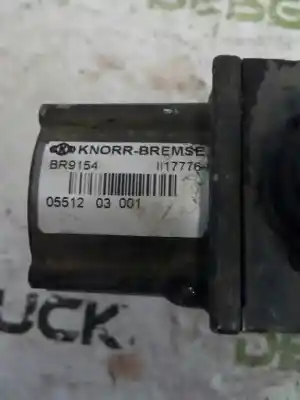 KNORR-BREMSE
BR9154 II17776
05512 03 001
UCK